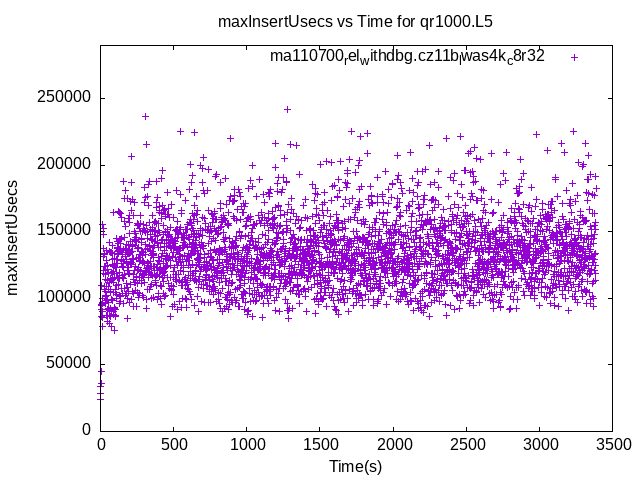 maxInsertUsecs vs Time for qr1000.L5
ma110700relwithdbg.cz11blwas4kc8r32
250000
200000
150000
100000
50000
0
maxInsertUsecs
0 500 1000 1500 2000 2500 3000 3500
Time(s)